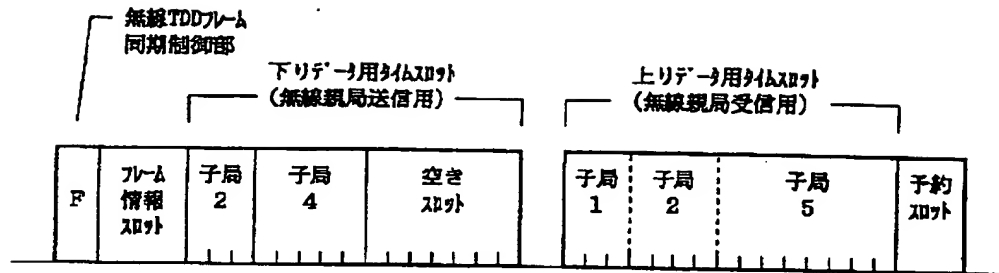 無線TDDﾌﾚｰﾑ
同期制御部
下りﾃﾞｰﾀ用ﾀｲﾑｽﾛｯﾄ
(無線親局送信用)
上りﾃﾞｰﾀ用ﾀｲﾑｽﾛｯﾄ
(無線親局受信用)
F
ﾌﾚｰﾑ
情報
ｽﾛｯﾄ
子局
2
子局
4
空き
ｽﾛｯﾄ
子局
1
子局
2
子局
5
予約
ｽﾛｯﾄ